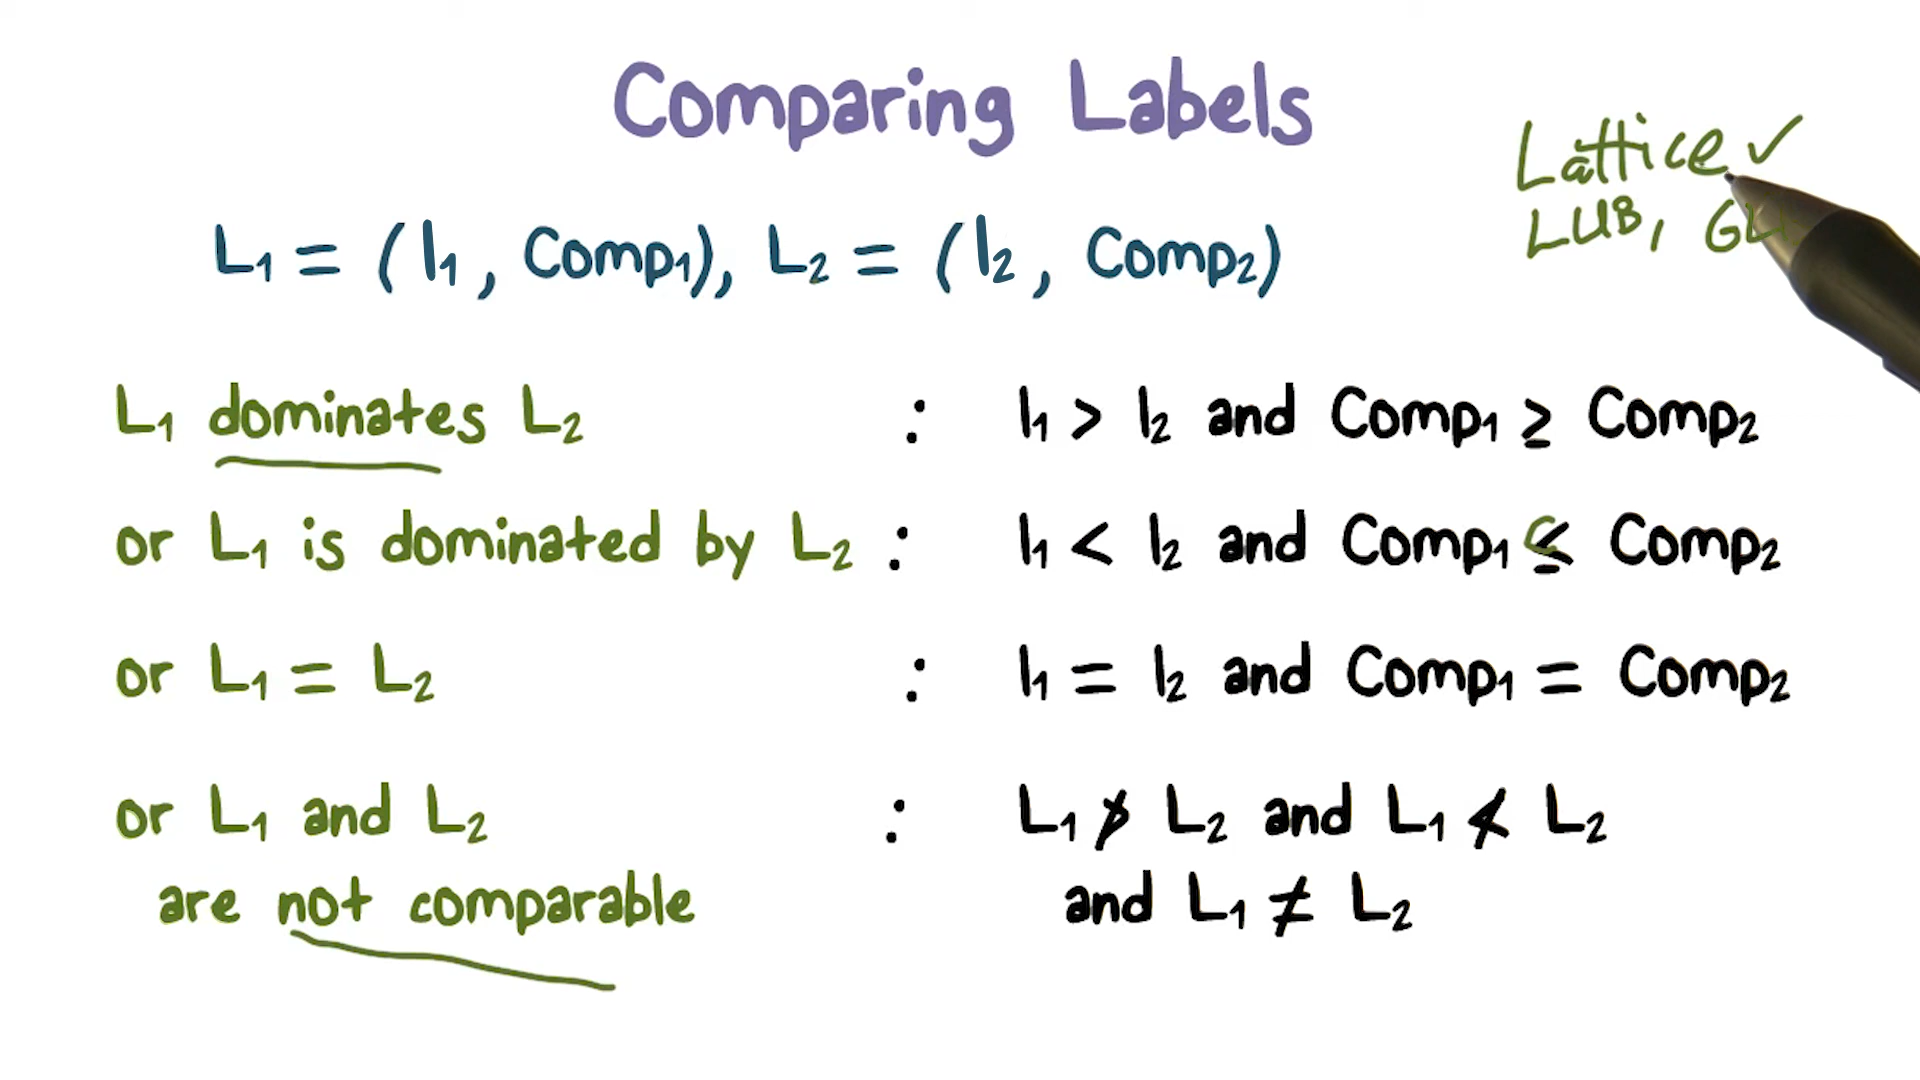 Comparing Labels
Lattice ✓
LUB,
L₁ = (l₁, Comp₁), L₂ = (l₂, Comp₂)
L₁ dominates L₂ : l₁ > l₂ and Comp₁ ≥ Comp₂
or L₁ is dominated by L₂ : l₁ < l₂ and Comp₁ ≤ Comp₂
or L₁ = L₂ : l₁ = l₂ and Comp₁ = Comp₂
or L₁ and L₂ : L₁ ≯ L₂ and L₁ ≮ L₂
are not comparable and L₁ ≠ L₂